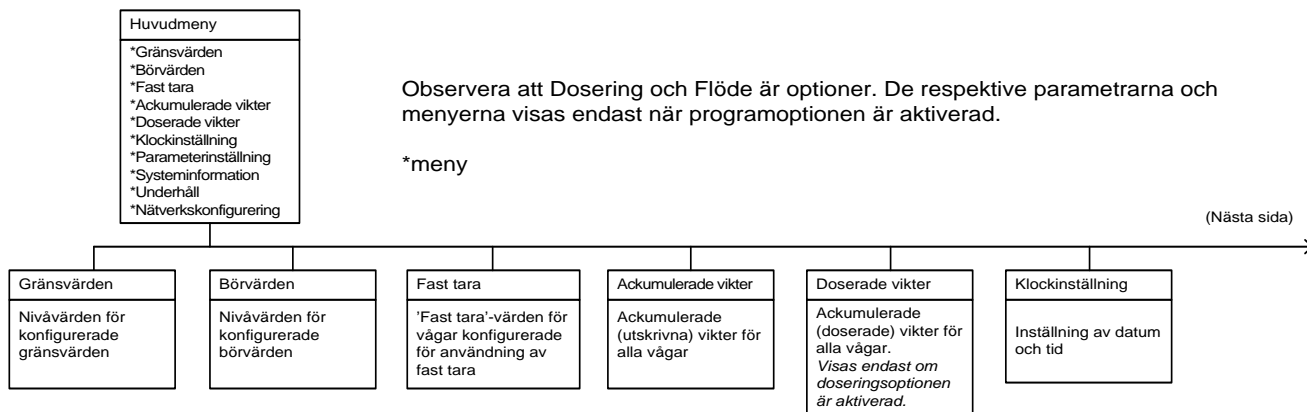 Huvudmeny
*Gränsvärden
*Börvärden
*Fast tara
*Ackumulerade vikter
*Doserade vikter
*Klockinställning
*Parameterinställning
*Systeminformation
*Underhåll
*Nätverkskonfigurering
Observera att Dosering och Flöde är optioner. De respektive parametrarna och
menyerna visas endast när programoptionen är aktiverad.
*meny
(Nästa sida)
Gränsvärden
Nivåvärden för
konfigurerade
gränsvärden
Börvärden
Nivåvärden för
konfigurerade
börvärden
Fast tara
'Fast tara'-värden för
vågar konfigurerade
för användning av
fast tara
Ackumulerade vikter
Ackumulerade
(utskrivna) vikter för
alla vågar
Doserade vikter
Ackumulerade
(doserade) vikter för
alla vågar.
Visas endast om
doseringsoptionen
är aktiverad.
Klockinställning
Inställning av datum
och tid